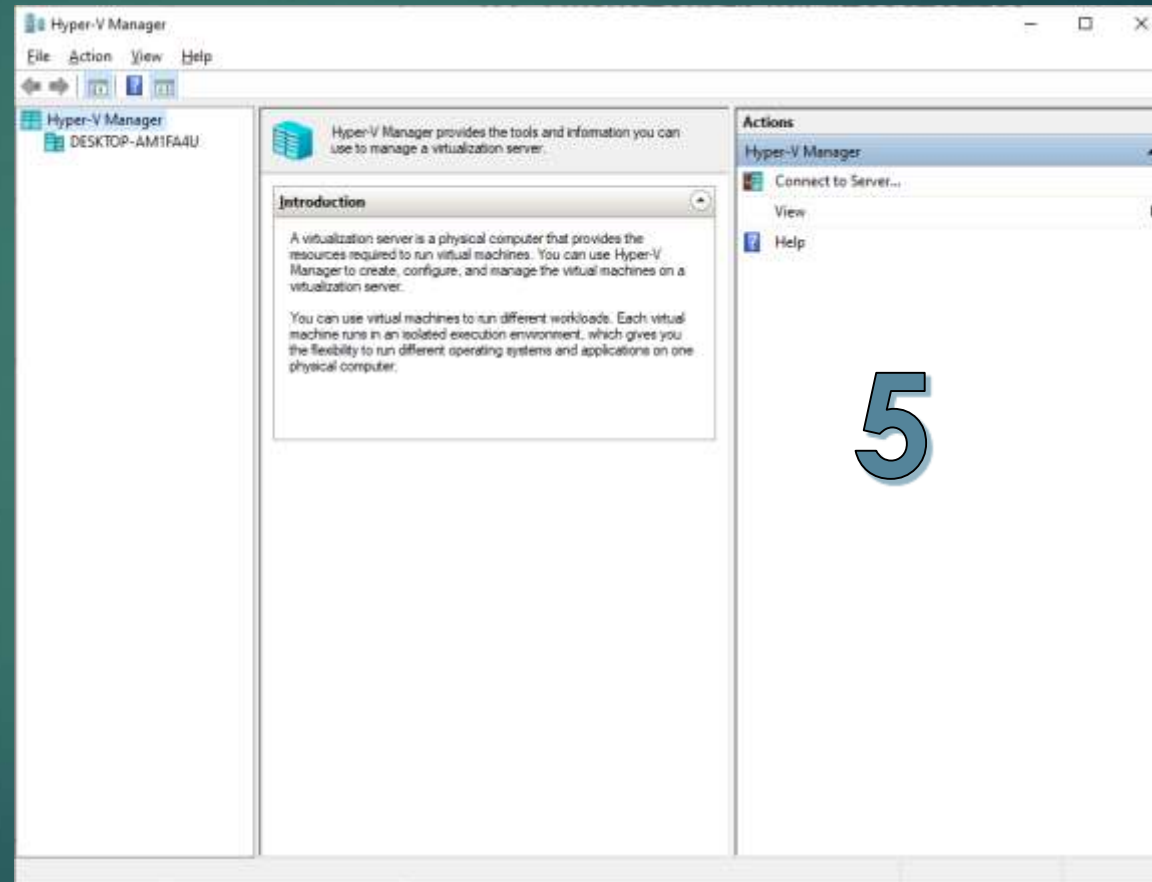 Hyper-V Manager
File Action View Help
Hyper-V Manager
DESKTOP-AM1FA4U
Hyper-V Manager provides the tools and information you can
use to manage a virtualization server.
Introduction
A virtualization server is a physical computer that provides the
resources required to run virtual machines. You can use Hyper-V
Manager to create, configure, and manage the virtual machines on a
virtualization server.
You can use virtual machines to run different workloads. Each virtual
machine runs in an isolated execution environment, which gives you
the flexibility to run different operating systems and applications on one
physical computer.
Actions
Hyper-V Manager
Connect to Server...
View
Help
5